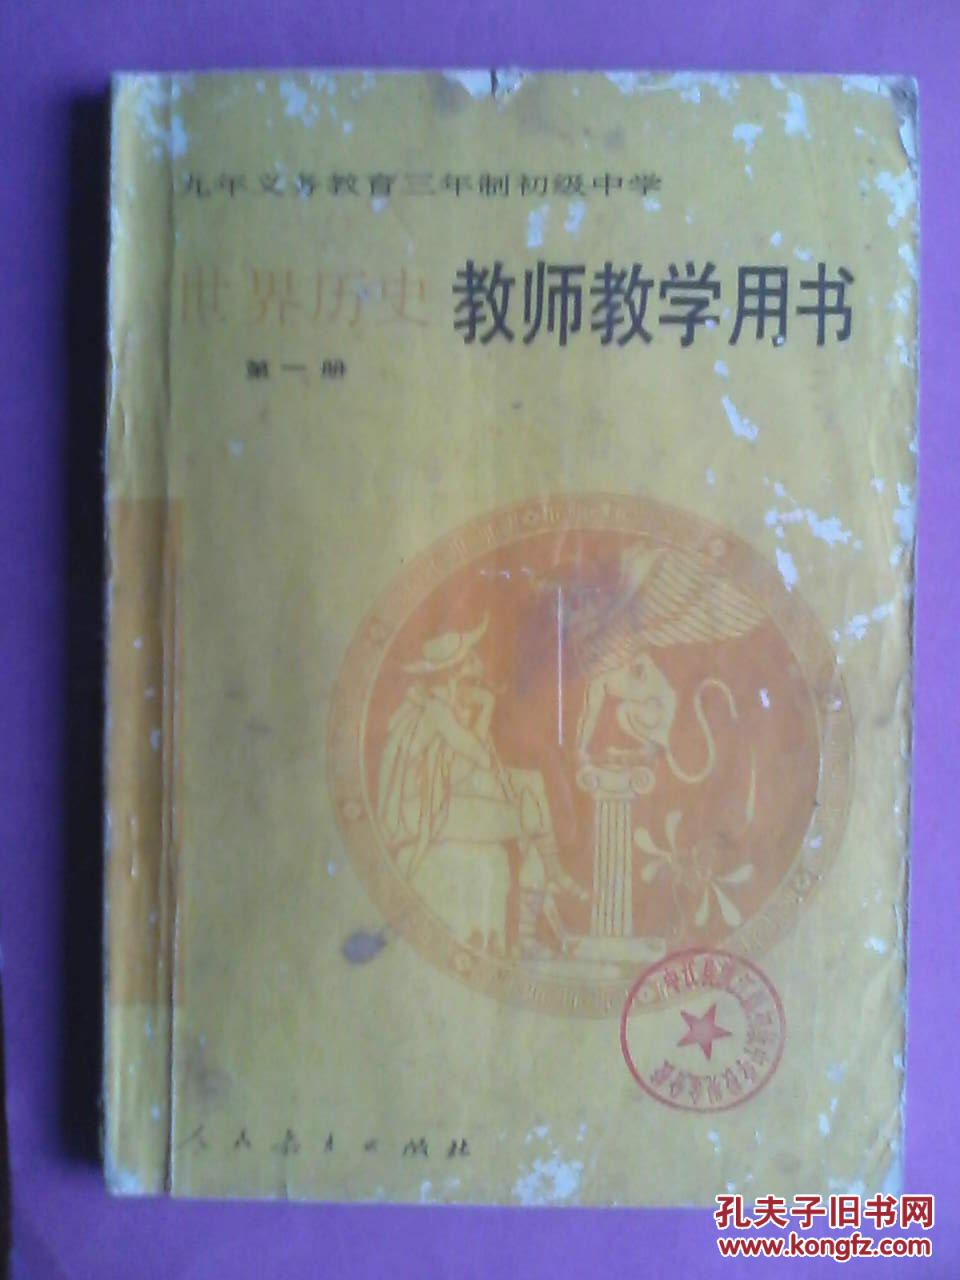 九年义务教育三年制初级中学
世界历史 教师教学用书
第一册
人民教育出版社
孔夫子旧书网
www.kongfz.com